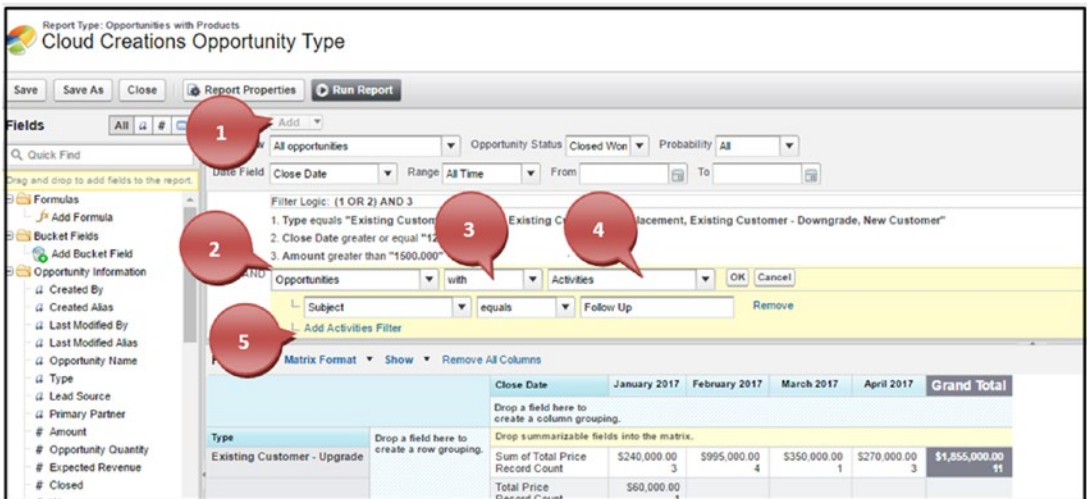 Report Type: Opportunities with Products
Cloud Creations Opportunity Type
Save Save As Close Report Properties Run Report
Fields All a # Add
1
Quick Find All opportunities Opportunity Status Closed Won Probability All
Drag and drop to add fields to the report. Date Field Close Date Range All Time From To
Formulas Filter Logic: (1 OR 2) AND 3
Add Formula 1. Type equals "Existing Existing Existing Customer - Downgrade, New Customer"
Bucket Fields 2. Close Date greater or equal
2 3 4
Add Bucket Field 3. Amount greater than "1500.000"
Opportunity Information AND Opportunities with Activities OK Cancel
Created By
Created Alias Subject equals Follow Up Remove
Last Modified By Add Activities Filter
5
Last Modified Alias
Opportunity Name Matrix Format Show Remove All Columns
Type
Lead Source Close Date January 2017 February 2017 March 2017 April 2017 Grand Total
Primary Partner Drop a field here to
create a column grouping.
# Amount Type Drop a field here to Drop summarizable fields into the matrix.
create a row grouping.
# Opportunity Quantity Existing Customer - Upgrade Sum of Total Price $240,000.00 $995,000.00 $350,000.00 $270,000.00 $1,855,000.00
# Expected Revenue Record Count 3 4 1 3 11
# Closed Total Price $60,000.00
Record Count